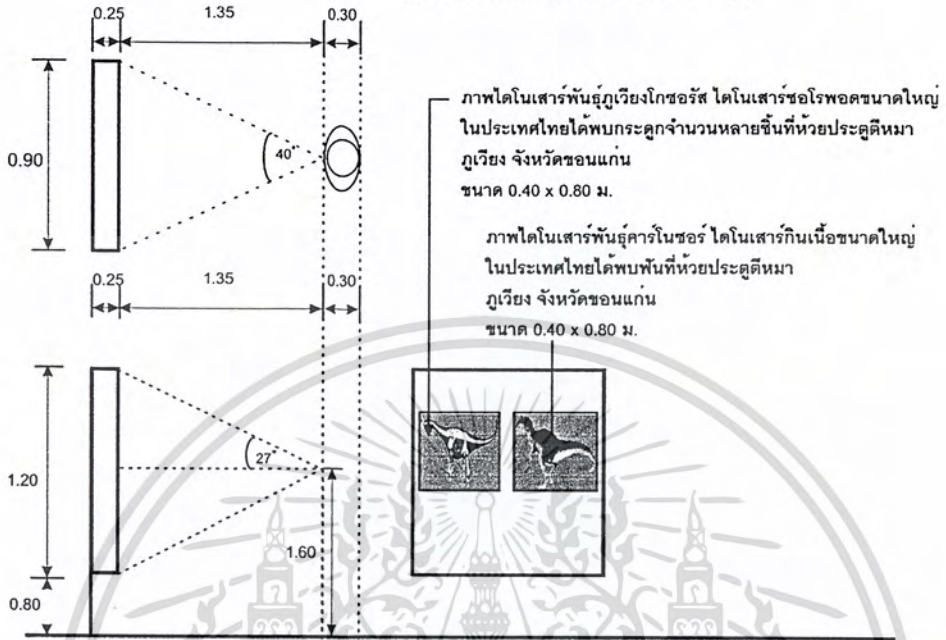 0.25 1.35 0.30
0.90
40°
ภาพไดโนเสาร์พันธุ์ภูเวียงโกซอรัส ไดโนเสาร์ซอโรพอดขนาดใหญ่
ในประเทศไทยได้พบกระดูกจำนวนหลายชิ้นที่ห้วยประตูตีหมา
ภูเวียง จังหวัดขอนแก่น
ขนาด 0.40 x 0.80 ม.
ภาพไดโนเสาร์พันธุ์คาร์โนซอร์ ไดโนเสาร์กินเนื้อขนาดใหญ่
ในประเทศไทยได้พบฟันที่ห้วยประตูตีหมา
ภูเวียง จังหวัดขอนแก่น
ขนาด 0.40 x 0.80 ม.
0.25 1.35 0.30
1.20
27°
1.60
0.80